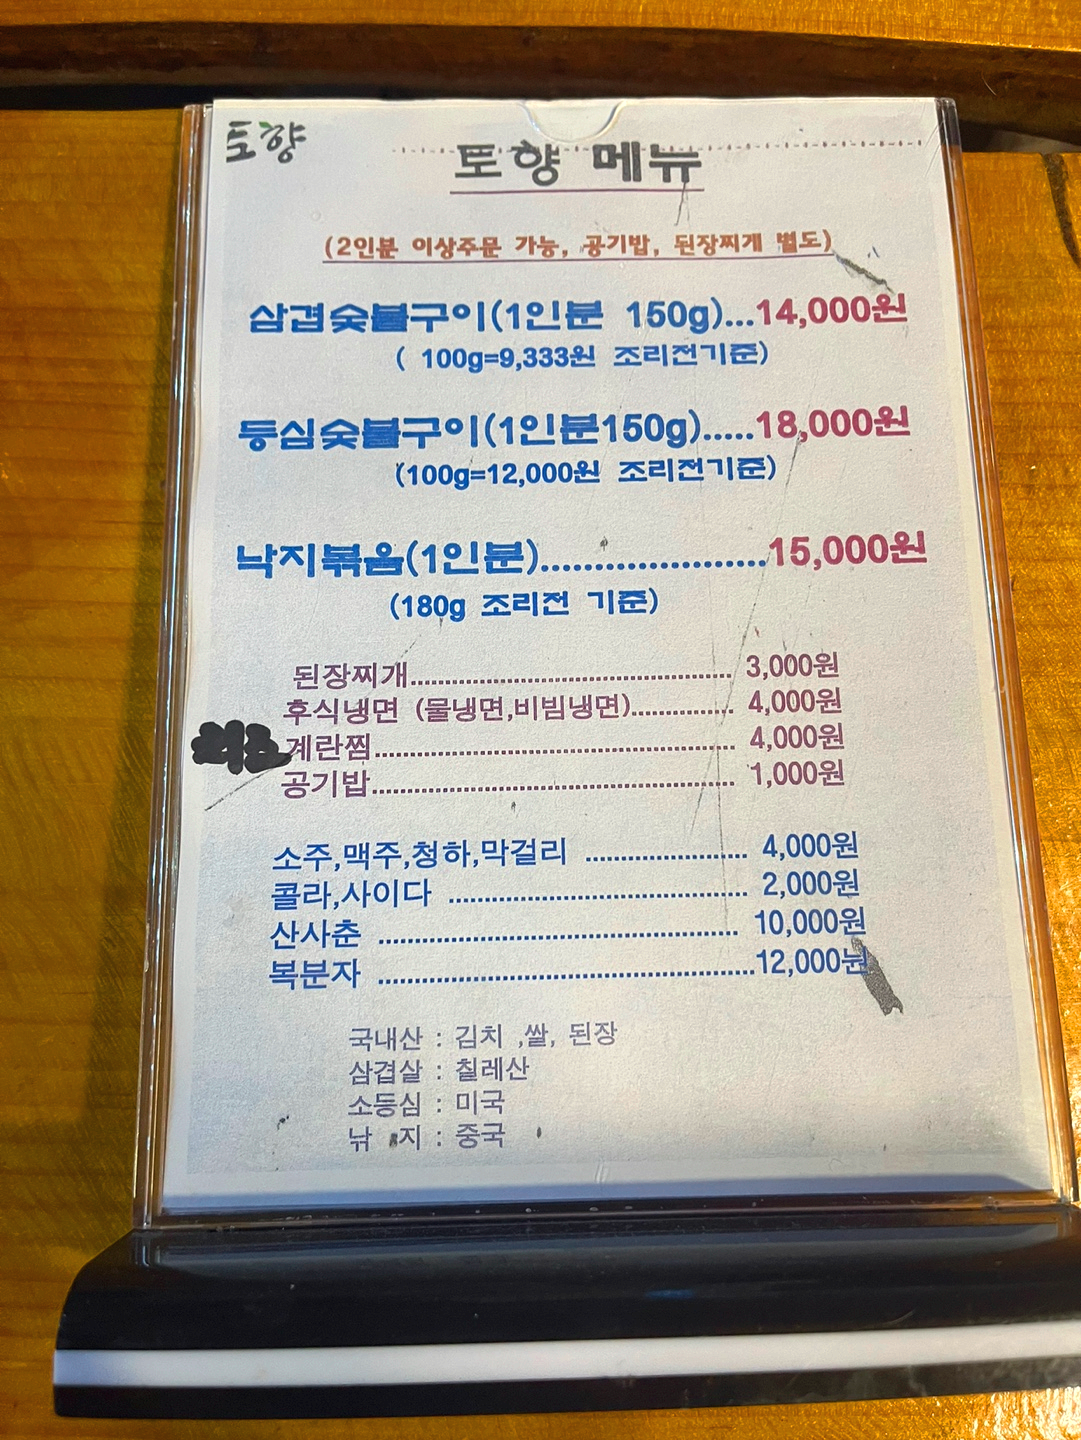 토향
토향 메뉴
(2인분 이상주문 가능, 공기밥, 된장찌게 별도)
삼겹숯불구이(1인분 150g)...14,000원
( 100g=9,333원 조리전기준)
등심숯불구이(1인분150g).....18,000원
(100g=12,000원 조리전기준)
낙지볶음(1인분).....................15,000원
(180g 조리전 기준)
된장찌개.............................................. 3,000원
후식냉면 (물냉면,비빔냉면)............... 4,000원
계란찜.................................................... 4,000원
공기밥.................................................... 1,000원
소주,맥주,청하,막걸리 ....................... 4,000원
콜라,사이다 ........................................... 2,000원
산사춘 .................................................... 10,000원
복분자 ......................................................12,000원
국내산 : 김치 ,쌀, 된장
삼겹살 : 칠레산
소등심 : 미국
낚 지 : 중국